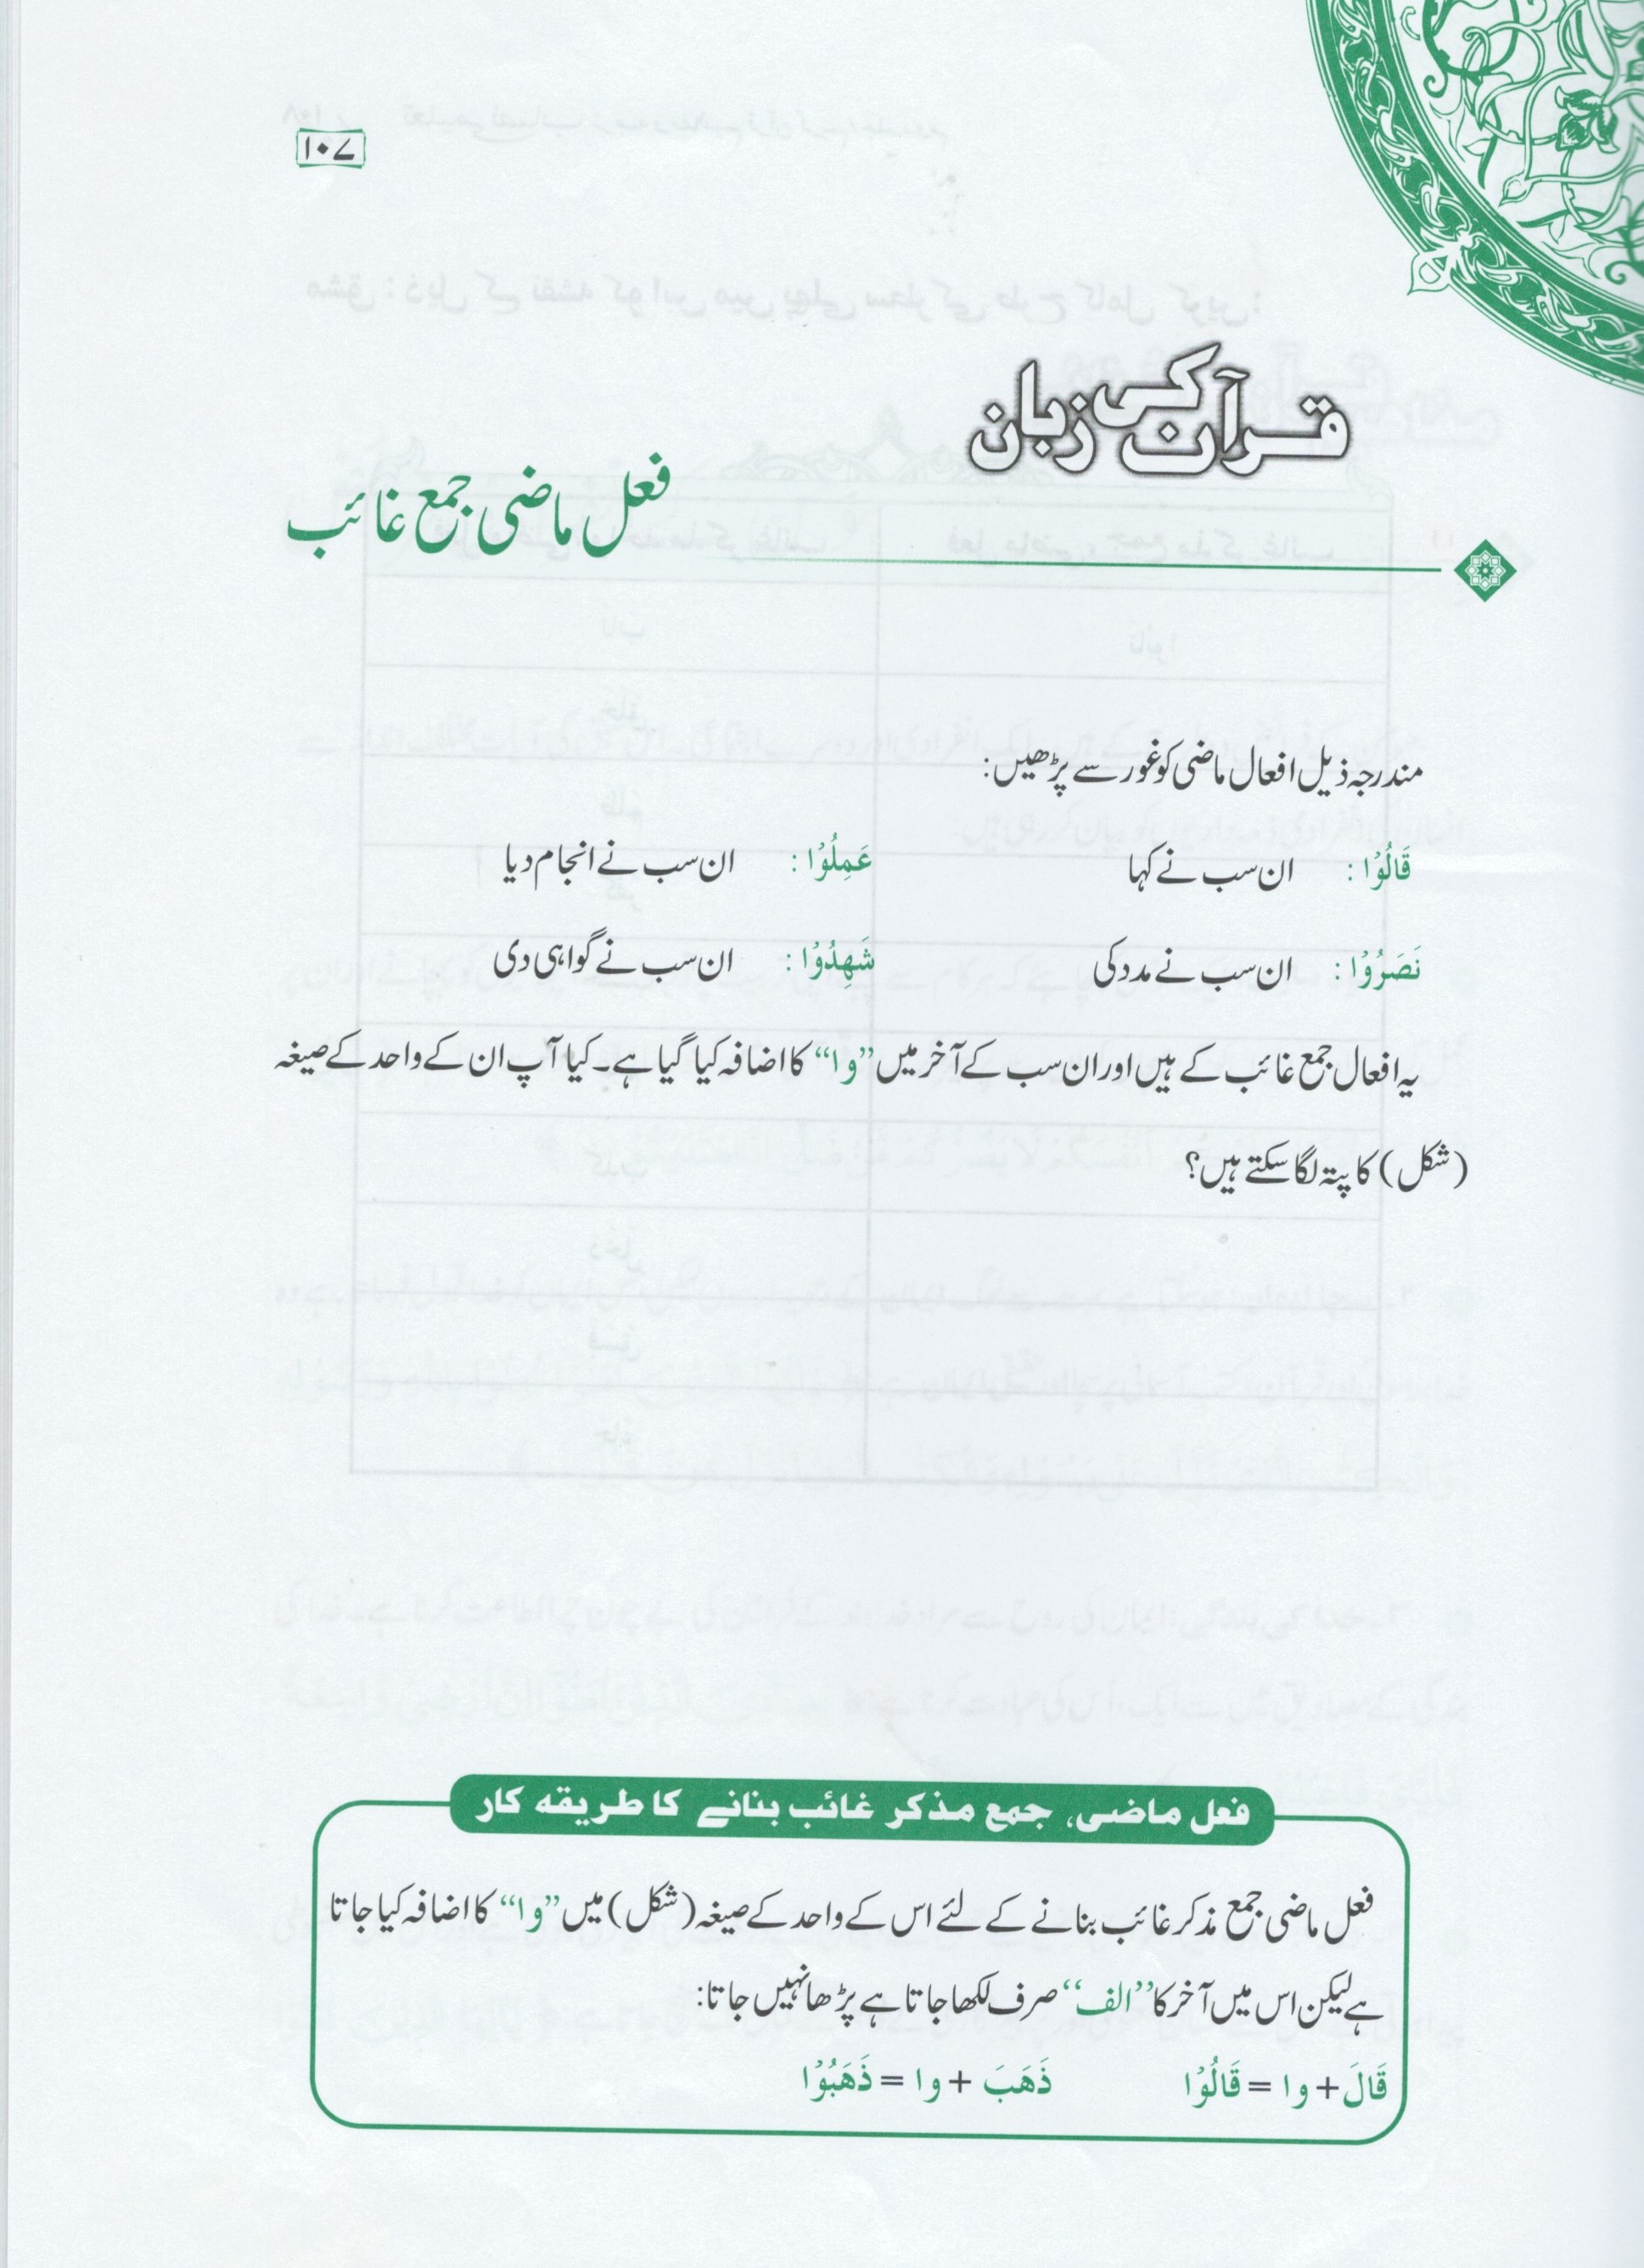 ۱۰۷
قرآن کی زبان
فعل ماضی جمع غائب
مندرجہ ذیل افعال ماضی کو غور سے پڑھیں:
قَالُوْا: ان سب نے کہا عَمِلُوْا: ان سب نے انجام دیا
نَصَرُوْا: ان سب نے مدد کی شَهِدُوْا: ان سب نے گواہی دی
یہ افعال جمع غائب کے ہیں اور ان سب کے آخر میں ”وا“ کا اضافہ کیا گیا ہے۔ کیا آپ ان کے واحد کے صیغہ
(شکل) کا پتہ لگا سکتے ہیں؟
فعل ماضی، جمع مذکر غائب بنانے کا طریقہ کار
فعل ماضی جمع مذکر غائب بنانے کے لئے اس کے واحد کے صیغہ (شکل) میں ”وا“ کا اضافہ کیا جاتا
ہے لیکن اس میں آخر کا ”الف“ صرف لکھا جاتا ہے پڑھا نہیں جاتا:
قَالَ + وا = قَالُوْا ذَهَبَ + وا = ذَهَبُوْا